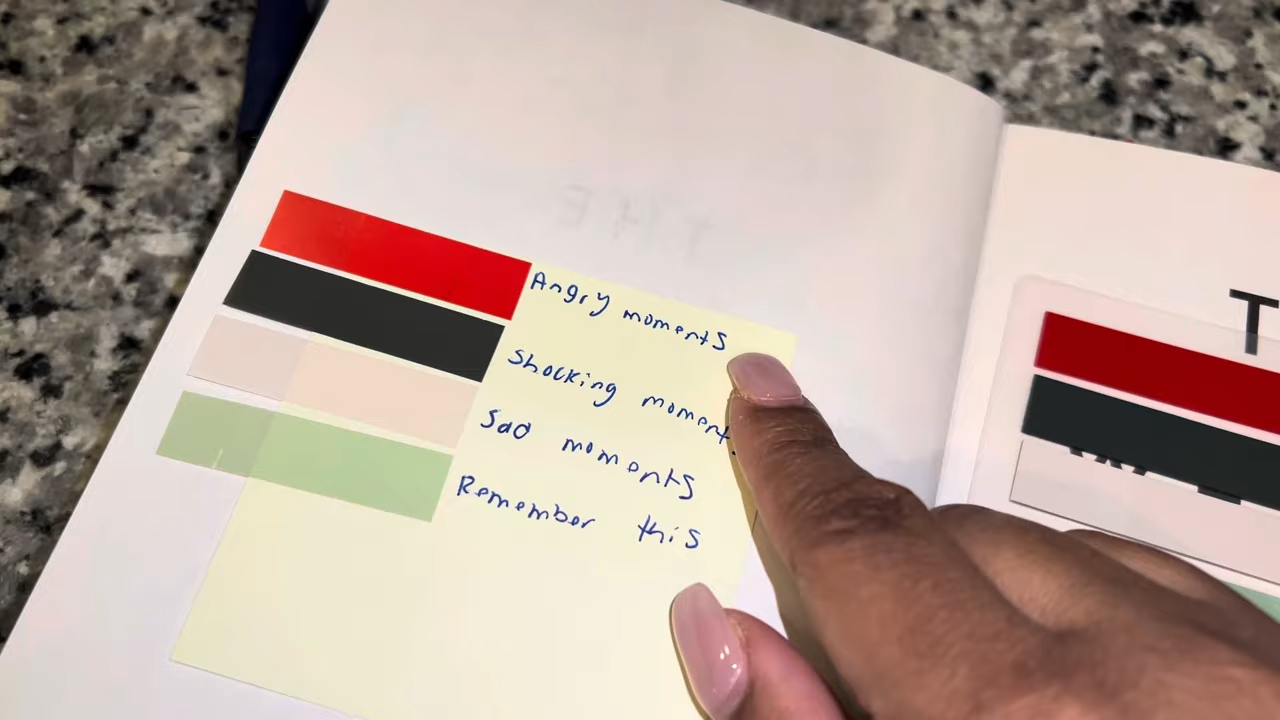 Angry moments
Shocking moment
Sad moments
Remember this
T